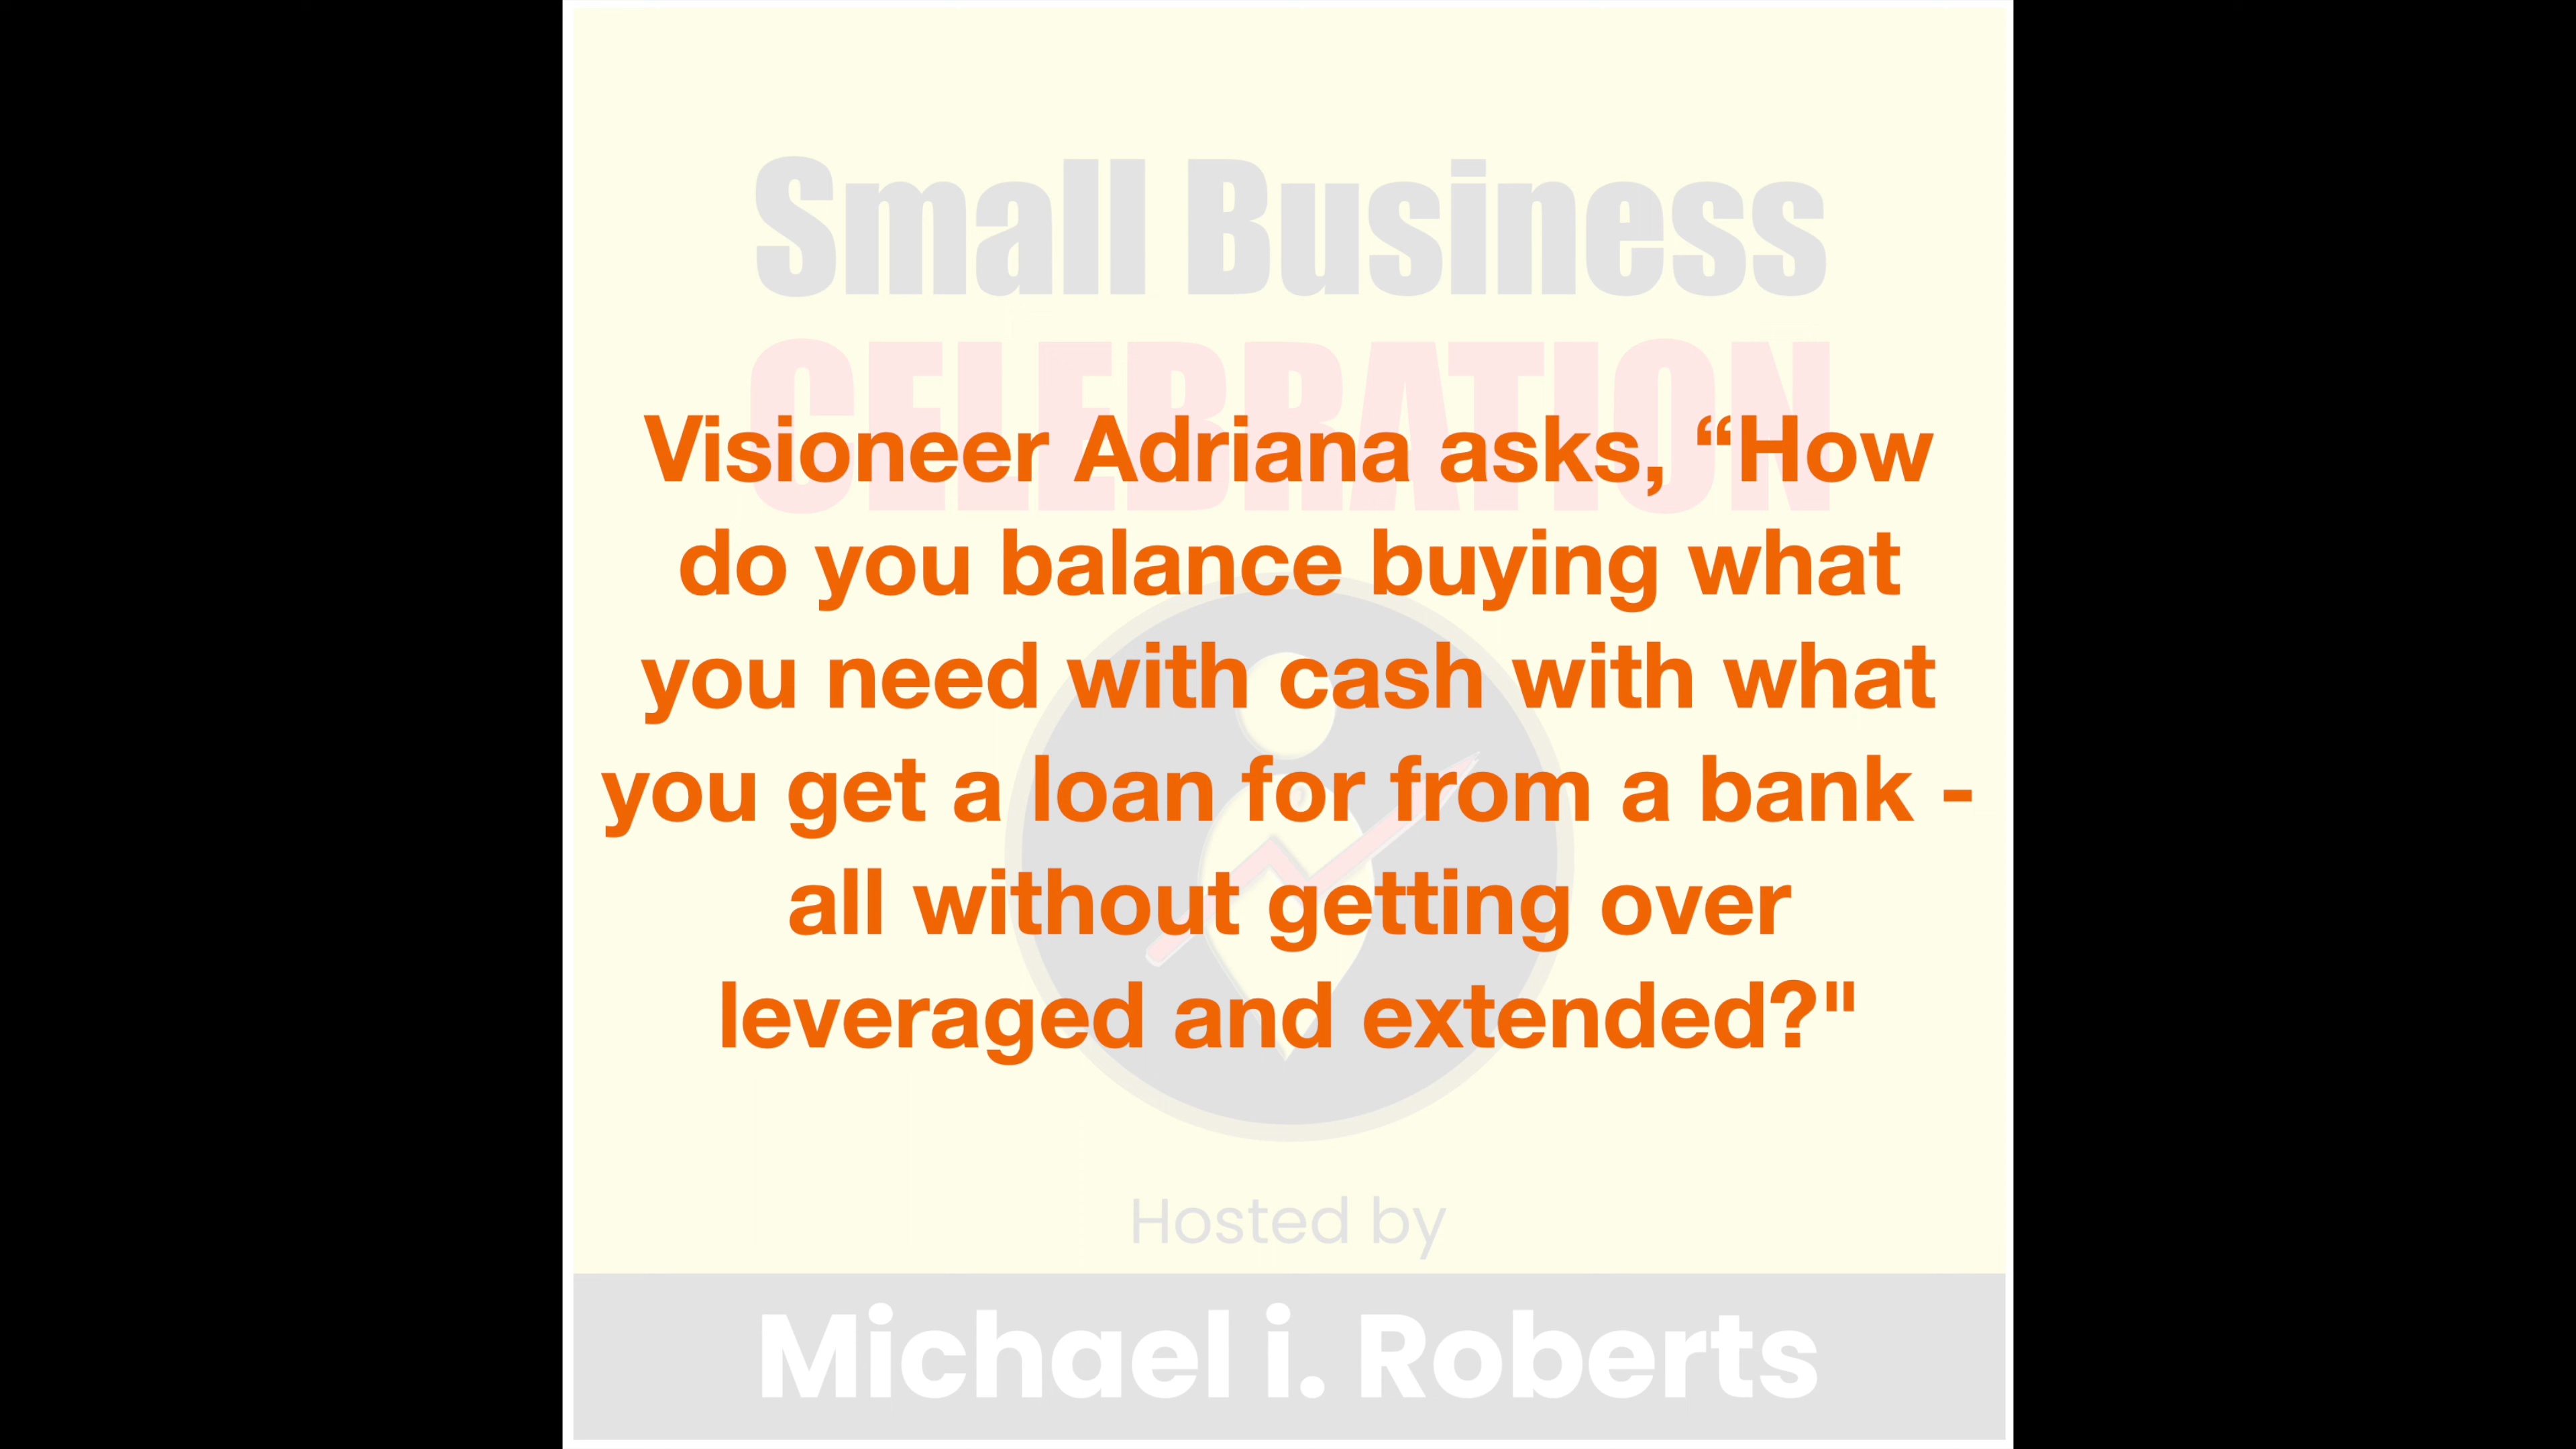 Small Business
CELEBRATION
Visioneer Adriana asks, “How
do you balance buying what
you need with cash with what
you get a loan for from a bank -
all without getting over
leveraged and extended?"
Hosted by
Michael i. Roberts